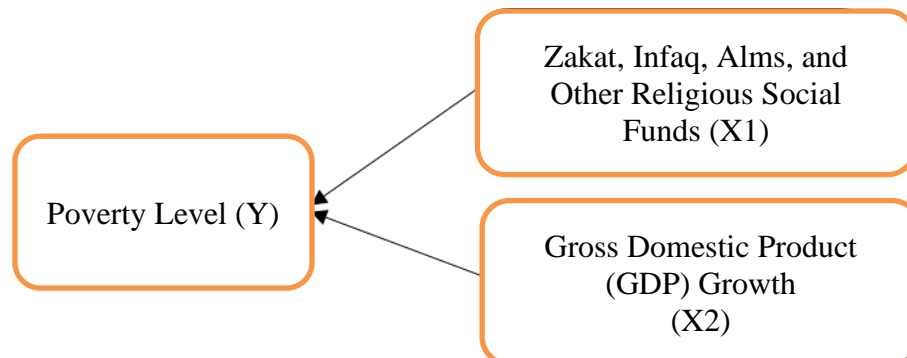 Zakat, Infaq, Alms, and
Other Religious Social
Funds (X1)
Poverty Level (Y)
Gross Domestic Product
(GDP) Growth
(X2)